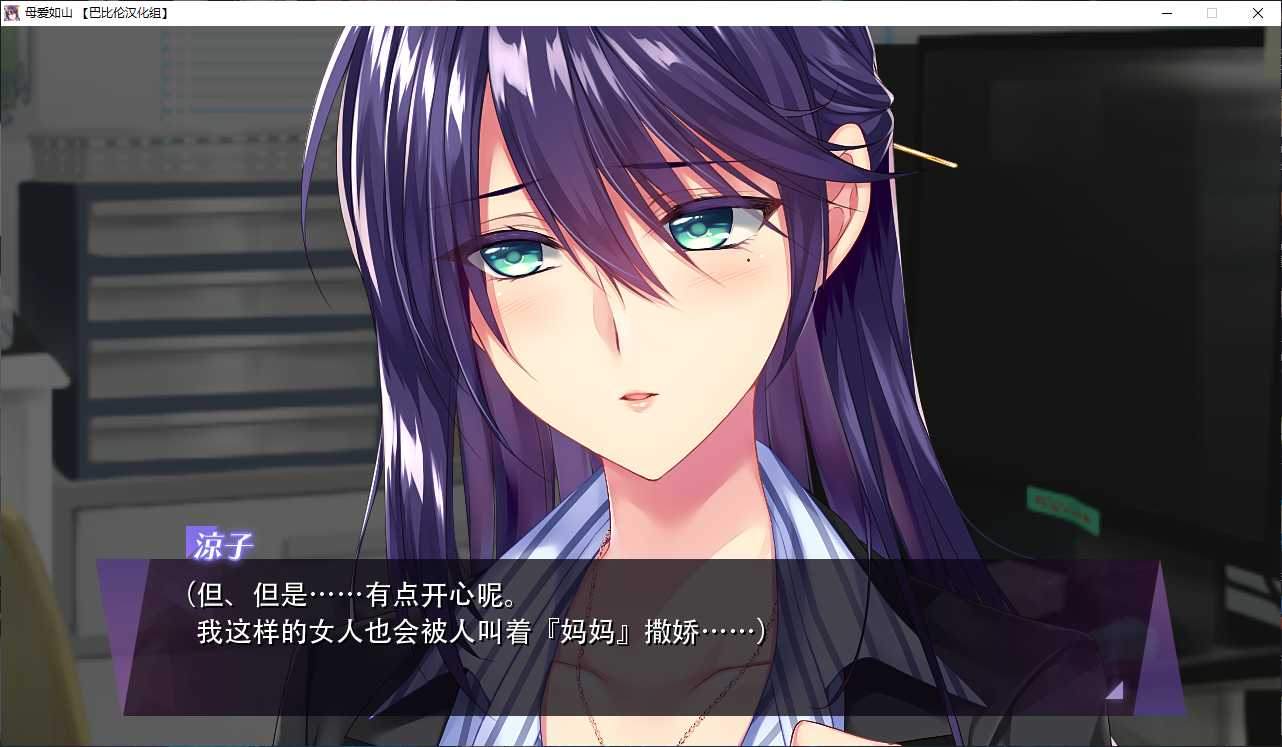 母爱如山 【巴比伦汉化组】
涼子
（但、但是……有点开心呢。
我这样的女人也会被人叫着『妈妈』撒娇……）